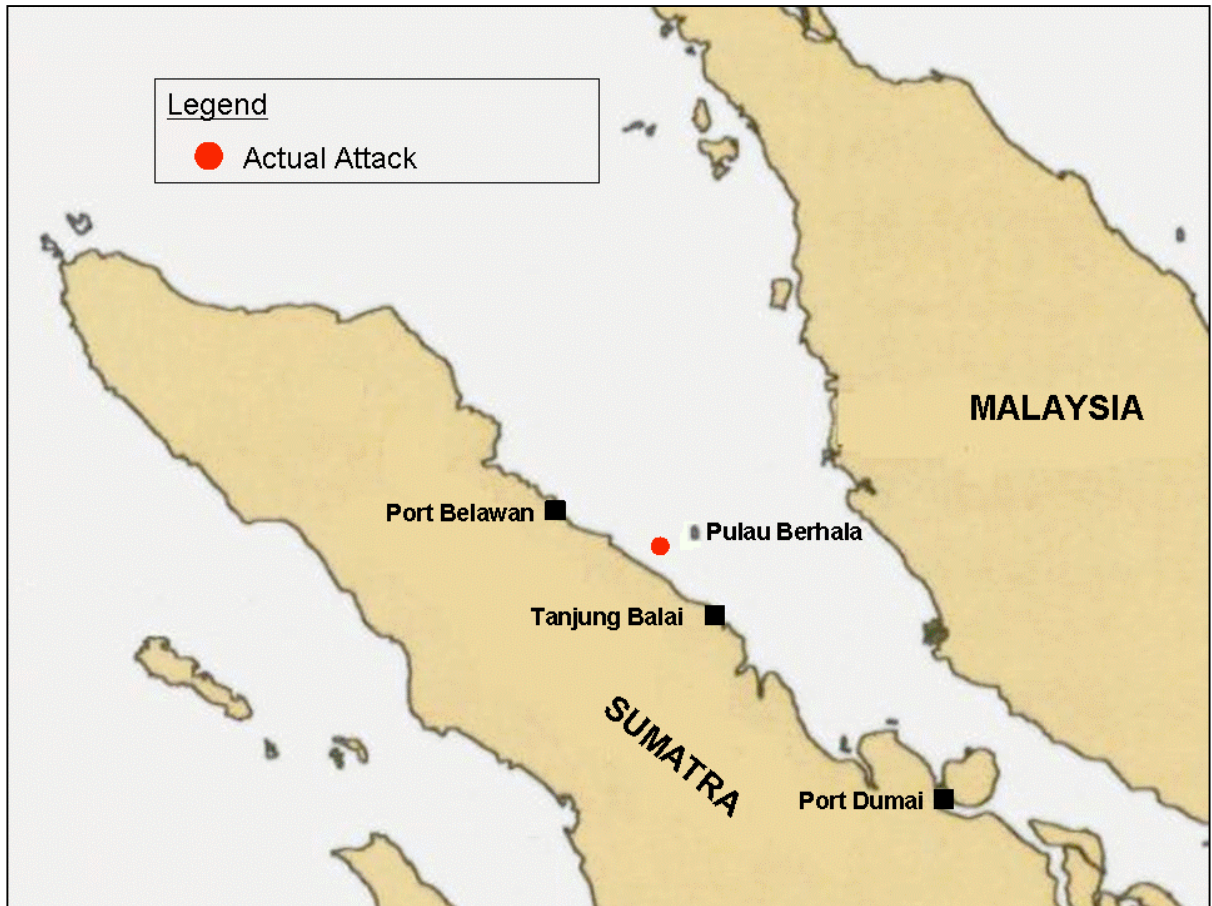 Legend
Actual Attack
MALAYSIA
Port Belawan
Pulau Berhala
Tanjung Balai
SUMATRA
Port Dumai